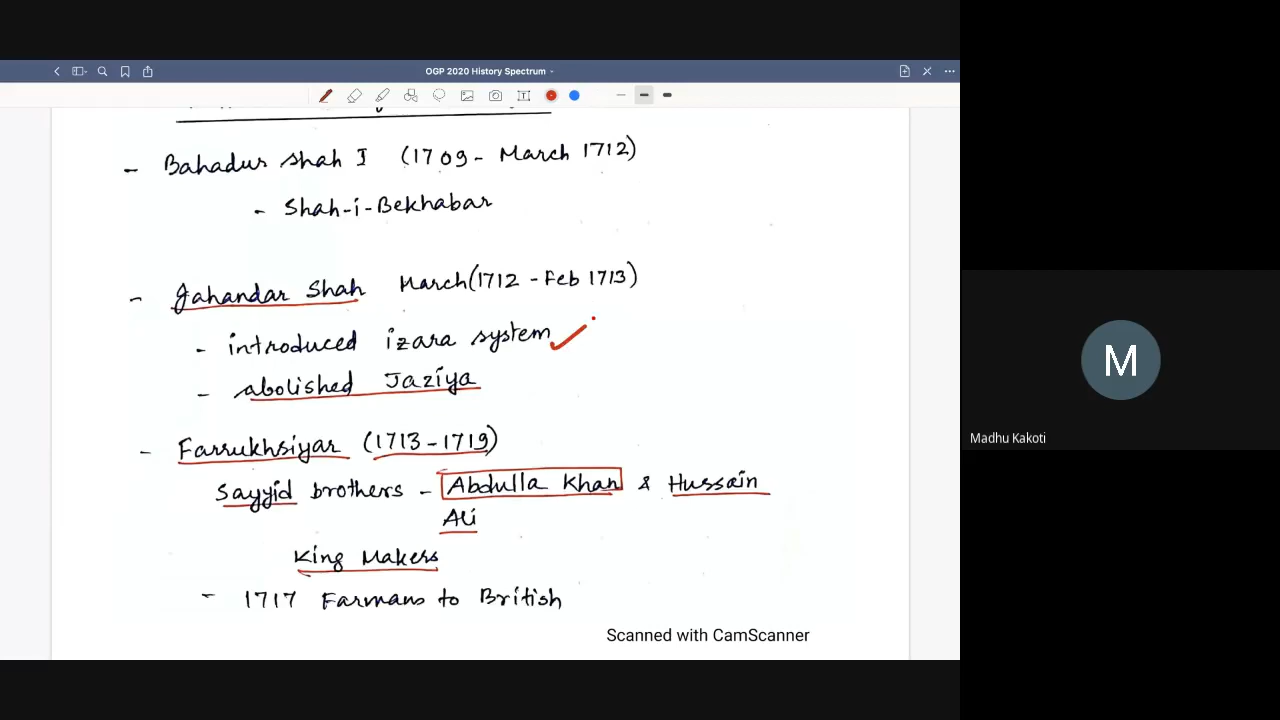 OGP 2020 History Spectrum
- Bahadur Shah I (1709 - March 1712)
- Shah-i-Bekhabar
- Jahandar Shah March (1712 - Feb 1713)
- introduced izara system
- abolished Jaziya
- Farrukhsiyar (1713 - 1719)
Sayyid brothers - Abdulla Khan & Hussain
Ali
King Makers
- 1717 Farmans to British
Scanned with CamScanner
M
Madhu Kakoti